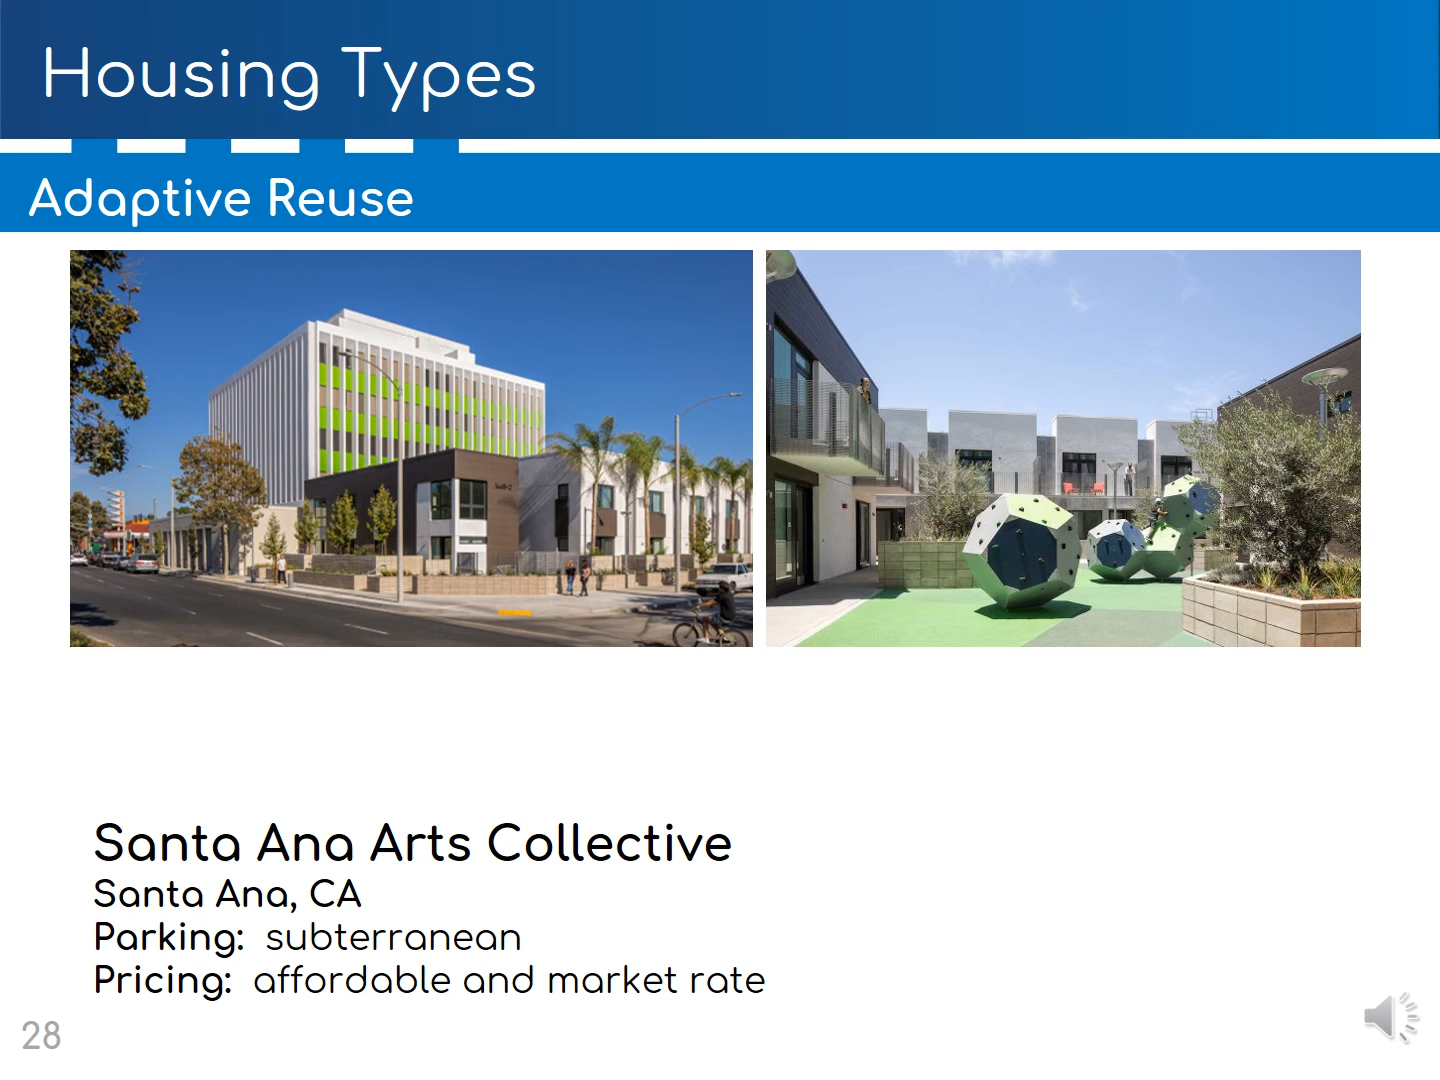 Housing Types
Adaptive Reuse
Santa Ana Arts Collective
Santa Ana, CA
Parking: subterranean
Pricing: affordable and market rate
28